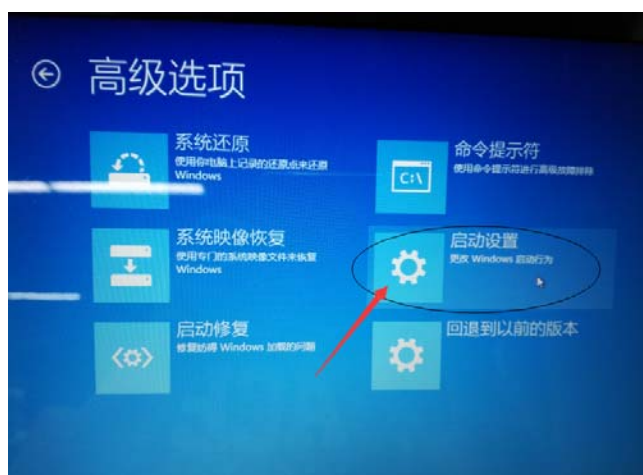 高级选项
系统还原
使用你电脑上记录的还原点来还原
Windows
命令提示符
使用命令提示符进行高级故障排除
C:\
系统映像恢复
使用专门的系统映像文件来恢复
Windows
启动设置
更改 Windows 启动行为
启动修复
修复妨碍 Windows 加载的问题
回退到以前的版本